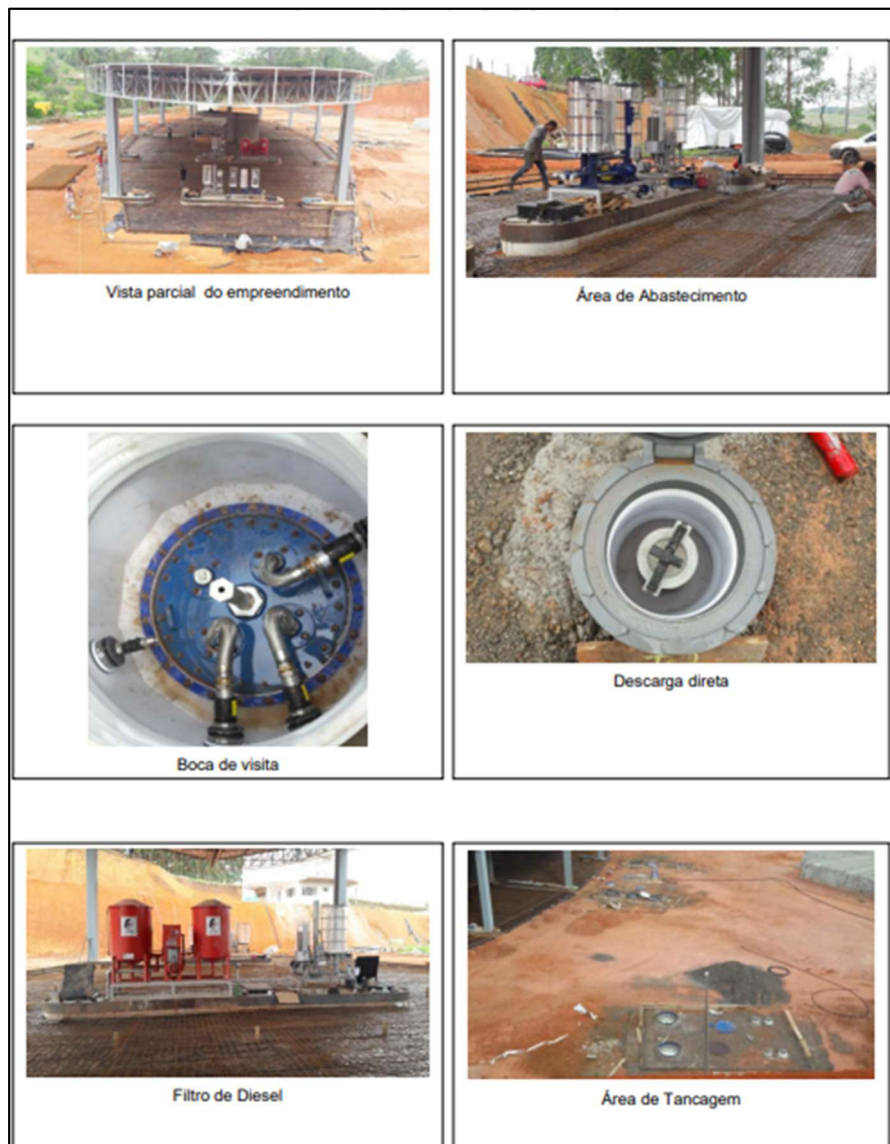 Vista parcial do empreendimento
Área de Abastecimento
Boca de visita
Descarga direta
Filtro de Diesel
Área de Tancagem